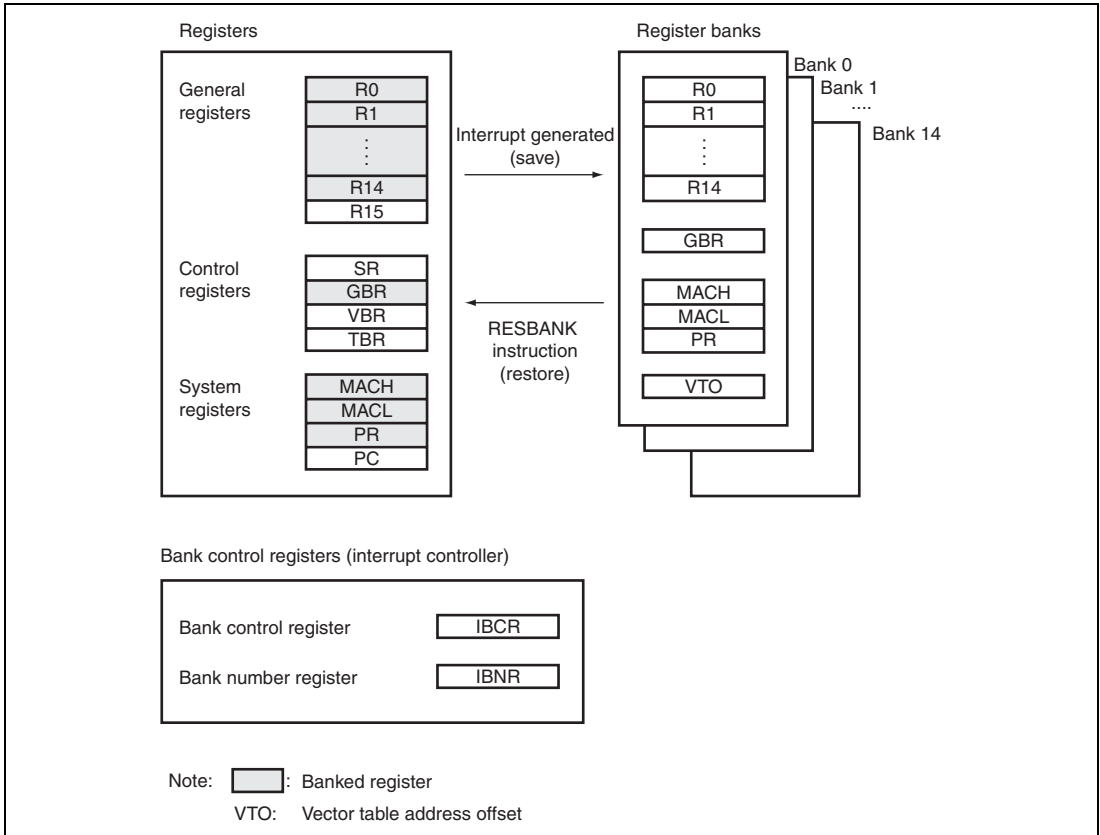 Registers
Register banks
General
registers
R0
R1
R14
R15
Control
registers
SR
GBR
VBR
TBR
System
registers
MACH
MACL
PR
PC
Interrupt generated
(save)
RESBANK
instruction
(restore)
R0
R1
R14
GBR
MACH
MACL
PR
VTO
Bank 0
Bank 1
....
Bank 14
Bank control registers (interrupt controller)
Bank control register
IBCR
Bank number register
IBNR
Note: : Banked register
VTO: Vector table address offset